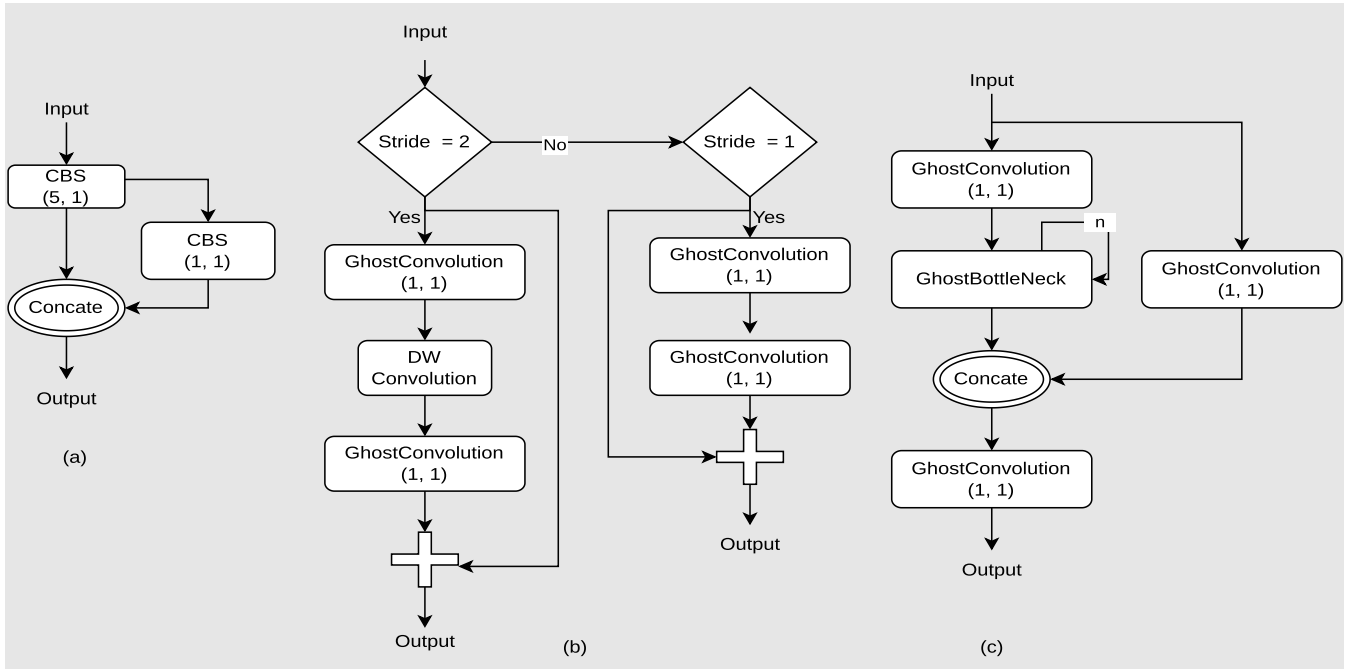 Input
CBS
(5, 1)
CBS
(1, 1)
Concate
Output
(a)
Input
Stride = 2
No
Stride = 1
Yes
GhostConvolution
(1, 1)
DW
Convolution
GhostConvolution
(1, 1)
Output
Yes
GhostConvolution
(1, 1)
GhostConvolution
(1, 1)
Output
(b)
Input
GhostConvolution
(1, 1)
n
GhostBottleNeck
GhostConvolution
(1, 1)
Concate
GhostConvolution
(1, 1)
Output
(c)